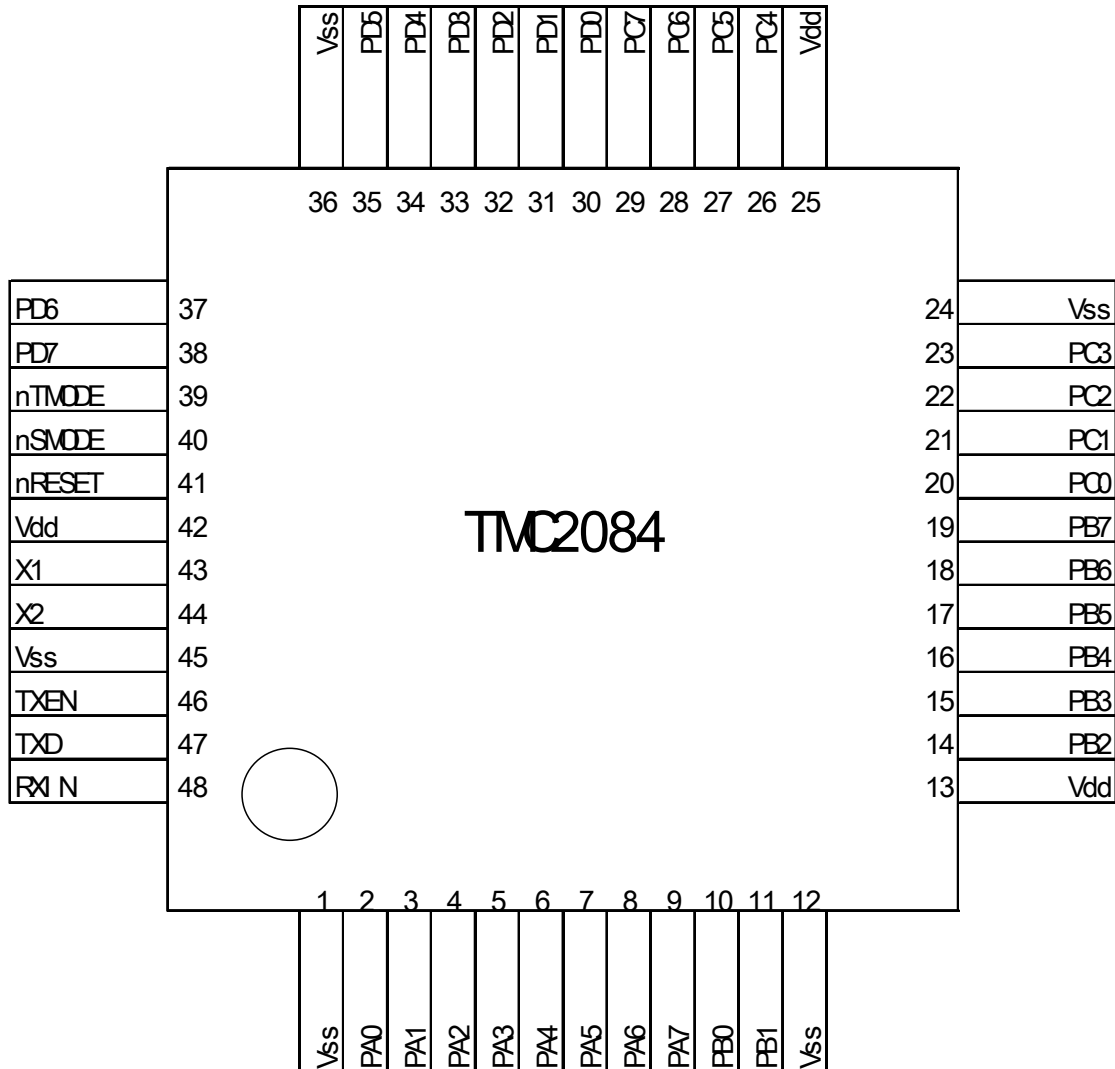 Vss PD5 PD4 PD3 PD2 PD1 PD0 PC7 PC6 PC5 PC4 Vdd
36 35 34 33 32 31 30 29 28 27 26 25
PD6 37 24 Vss
PD7 38 23 PC3
nTMODE 39 22 PC2
nSMODE 40 21 PC1
nRESET 41 20 PC0
Vdd 42 19 PB7
TMC2084
X1 43 18 PB6
X2 44 17 PB5
Vss 45 16 PB4
TXEN 46 15 PB3
TXD 47 14 PB2
RXIN 48 13 Vdd
1 2 3 4 5 6 7 8 9 10 11 12
Vss PA0 PA1 PA2 PA3 PA4 PA5 PA6 PA7 PB0 PB1 Vss